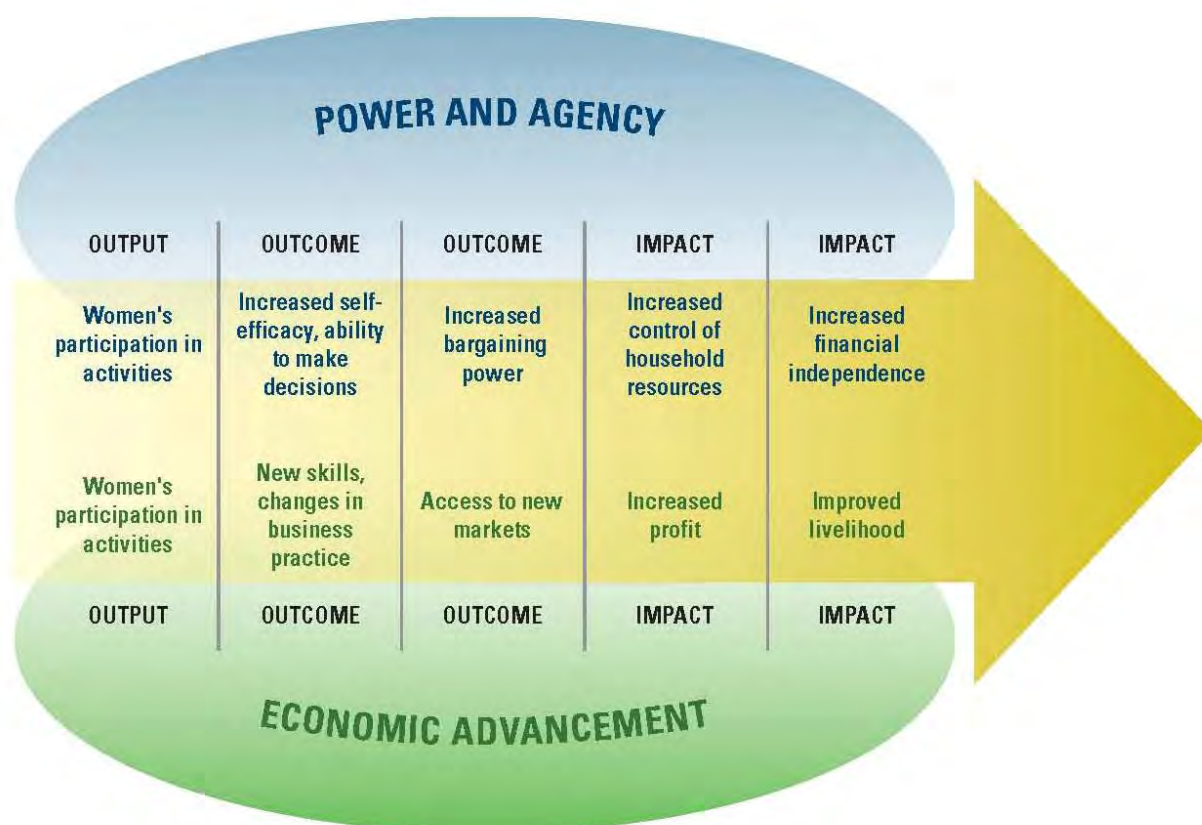 POWER AND AGENCY
OUTPUT OUTCOME OUTCOME IMPACT IMPACT
Women's
participation in
activities
Increased self-
efficacy, ability
to make
decisions
Increased
bargaining
power
Increased
control of
household
resources
Increased
financial
independence
Women's
participation in
activities
New skills,
changes in
business
practice
Access to new
markets
Increased
profit
Improved
livelihood
OUTPUT OUTCOME OUTCOME IMPACT IMPACT
ECONOMIC ADVANCEMENT